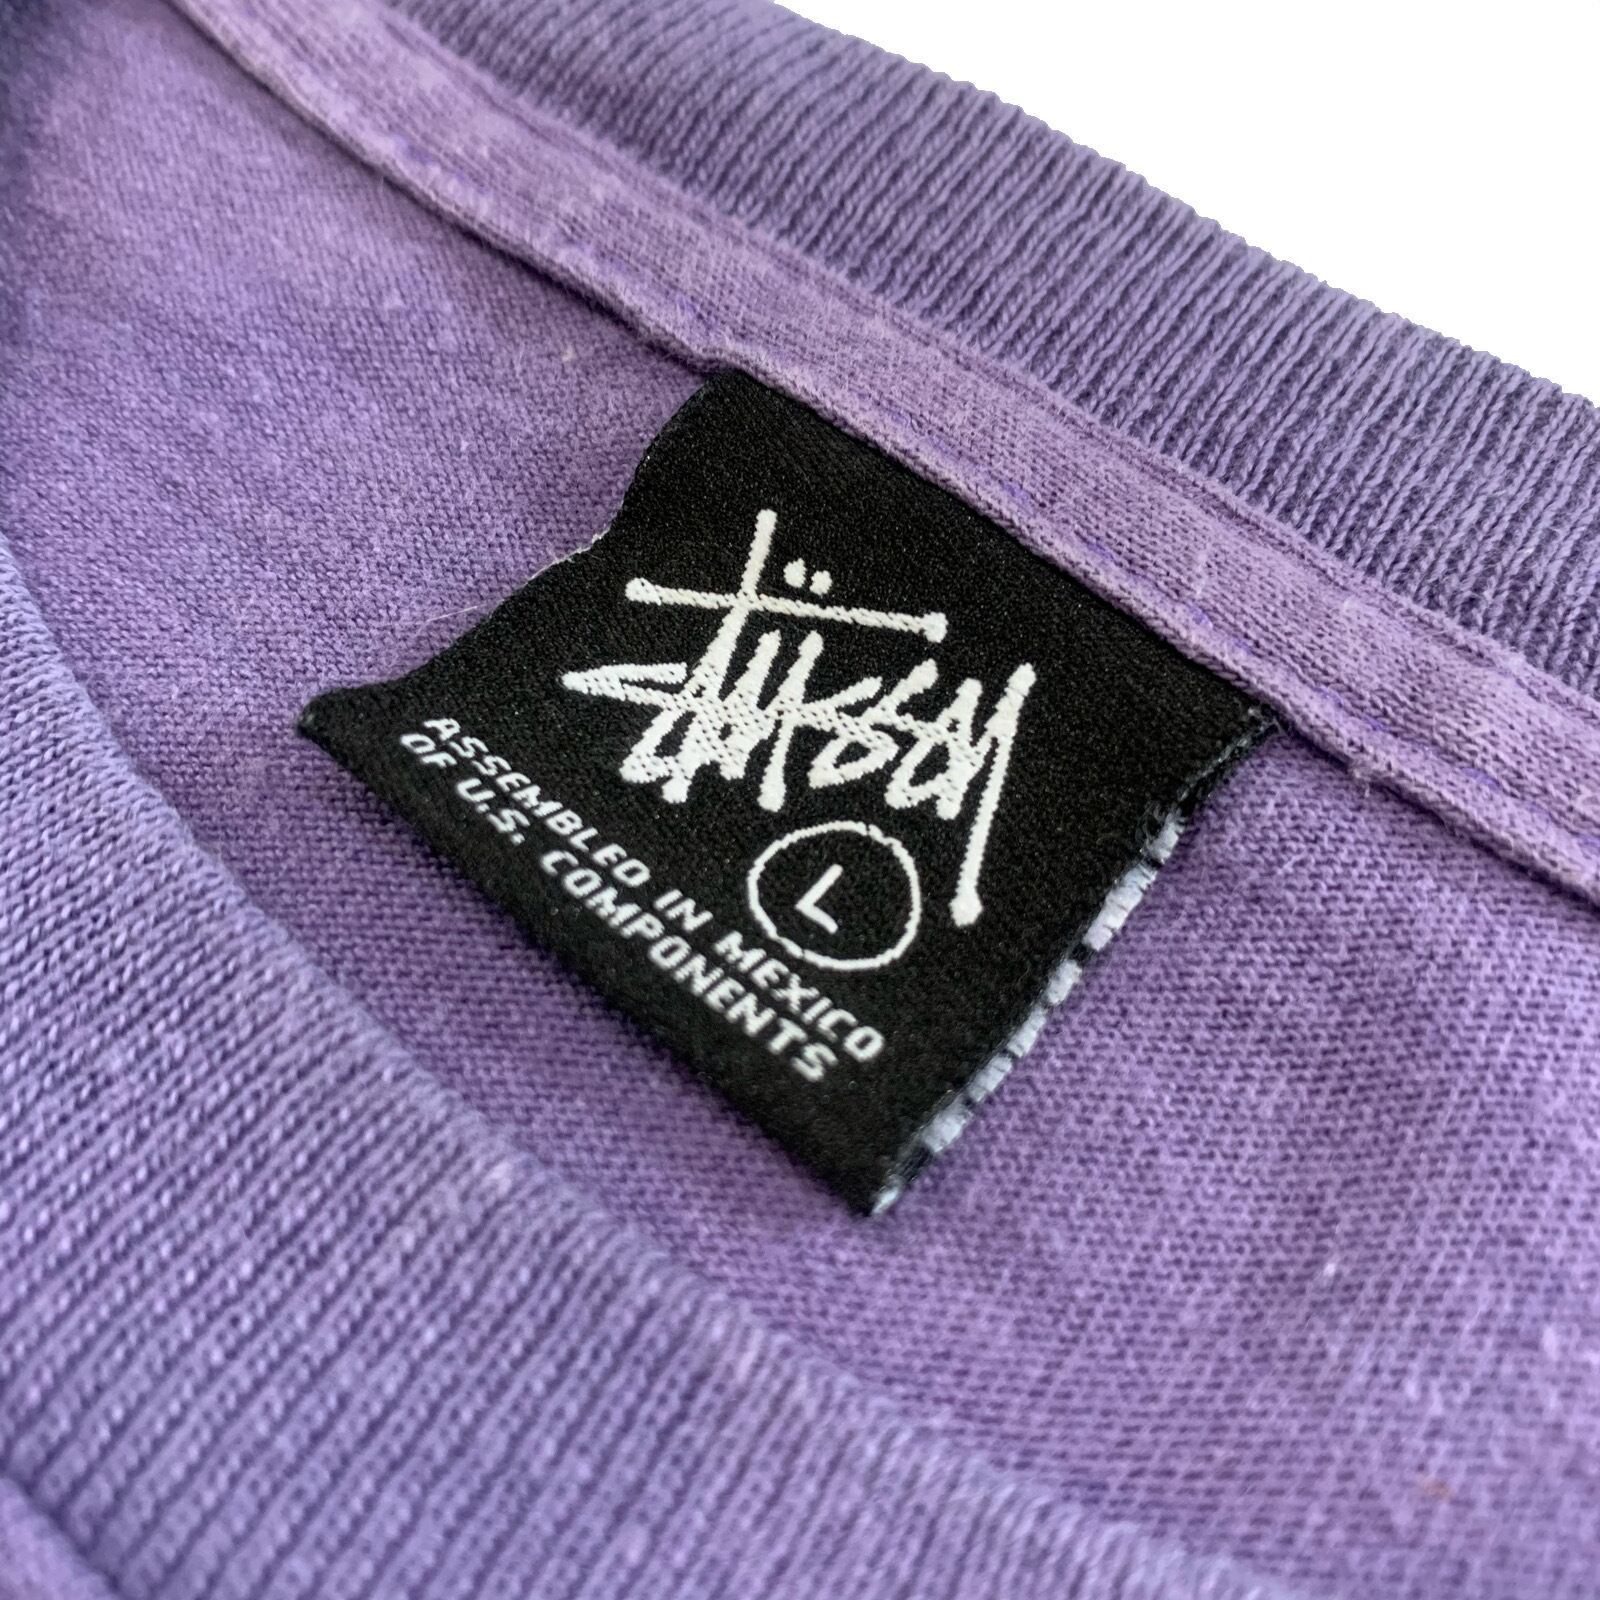 Stüssy
L
ASSEMBLED IN MEXICO
OF U.S. COMPONENTS